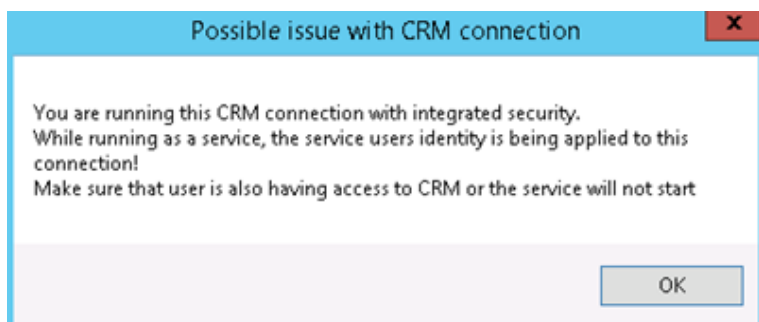 Possible issue with CRM connection
x
You are running this CRM connection with integrated security.
While running as a service, the service users identity is being applied to this
connection!
Make sure that user is also having access to CRM or the service will not start
OK